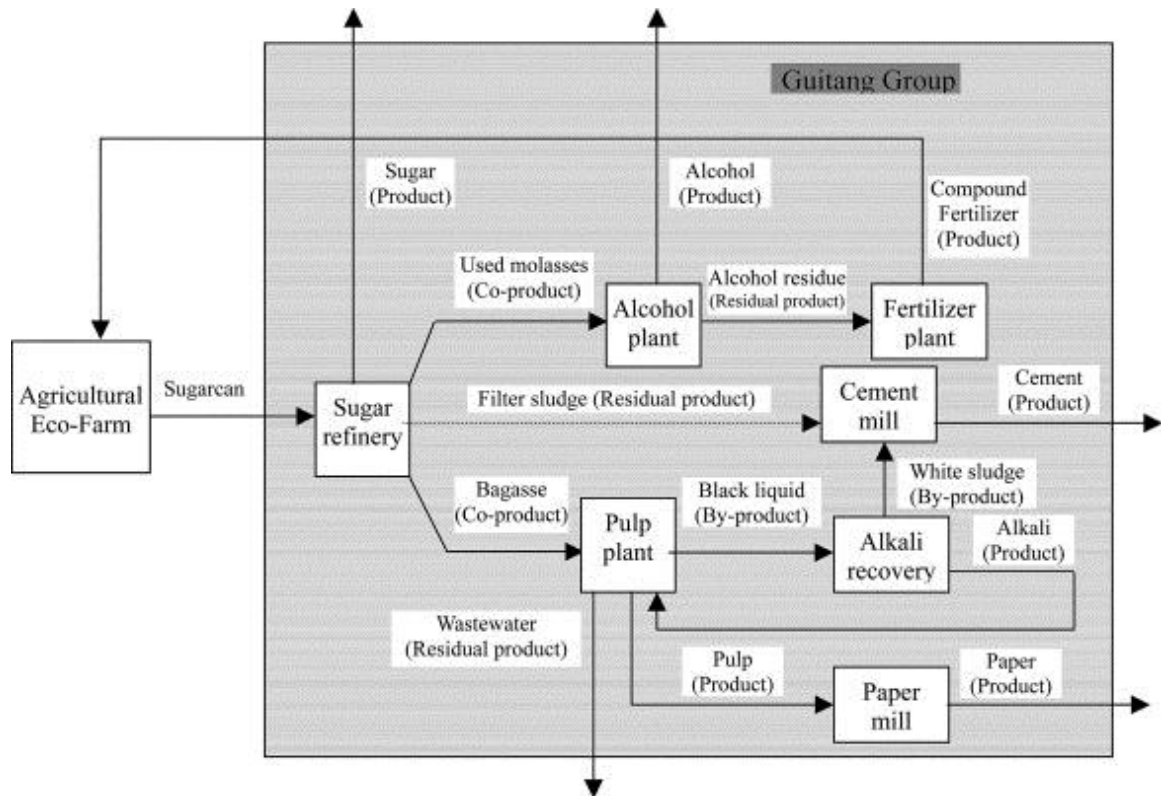 Guitang Group
Sugar
(Product)
Alcohol
(Product)
Compound
Fertilizer
(Product)
Used molasses
(Co-product)
Alcohol residue
(Residual product)
Alcohol
plant
Fertilizer
plant
Agricultural
Eco-Farm
Sugarcan
Sugar
refinery
Filter sludge (Residual product)
Cement
mill
Cement
(Product)
White sludge
(By-product)
Bagasse
(Co-product)
Pulp
plant
Black liquid
(By-product)
Alkali
recovery
Alkali
(Product)
Wastewater
(Residual product)
Pulp
(Product)
Paper
mill
Paper
(Product)